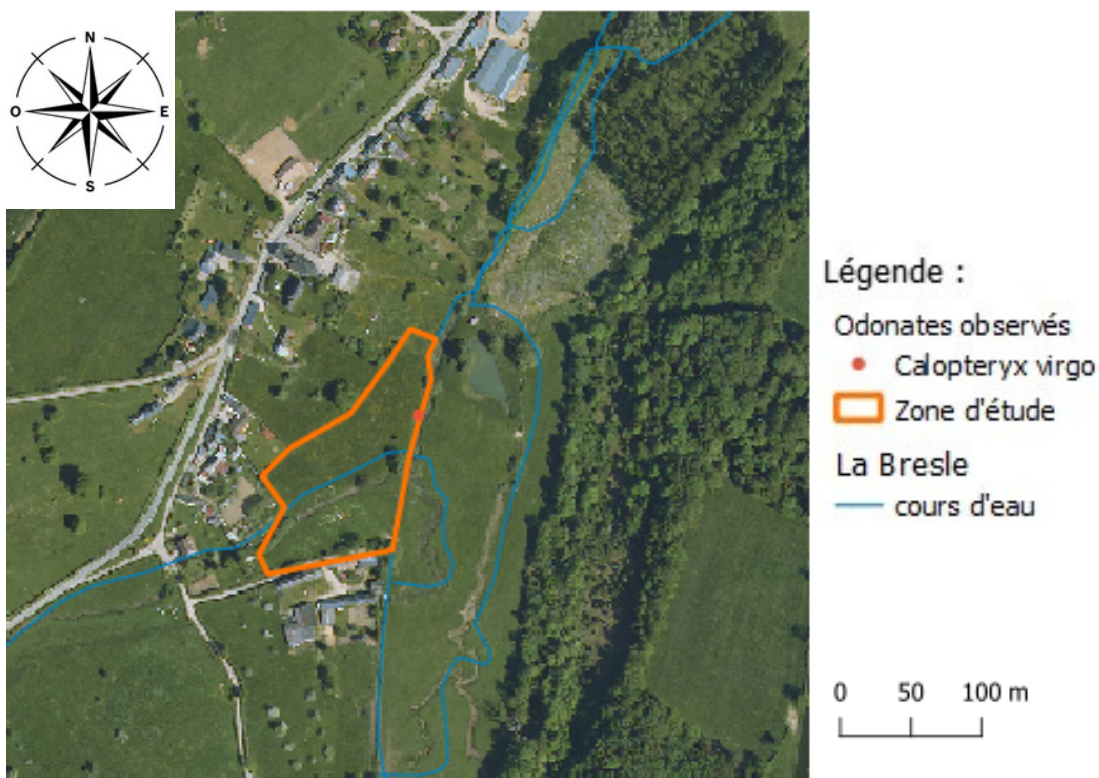 N
O
E
S
Légende :
Odonates observés
Calopteryx virgo
Zone d'étude
La Bresle
cours d'eau
0 50 100 m